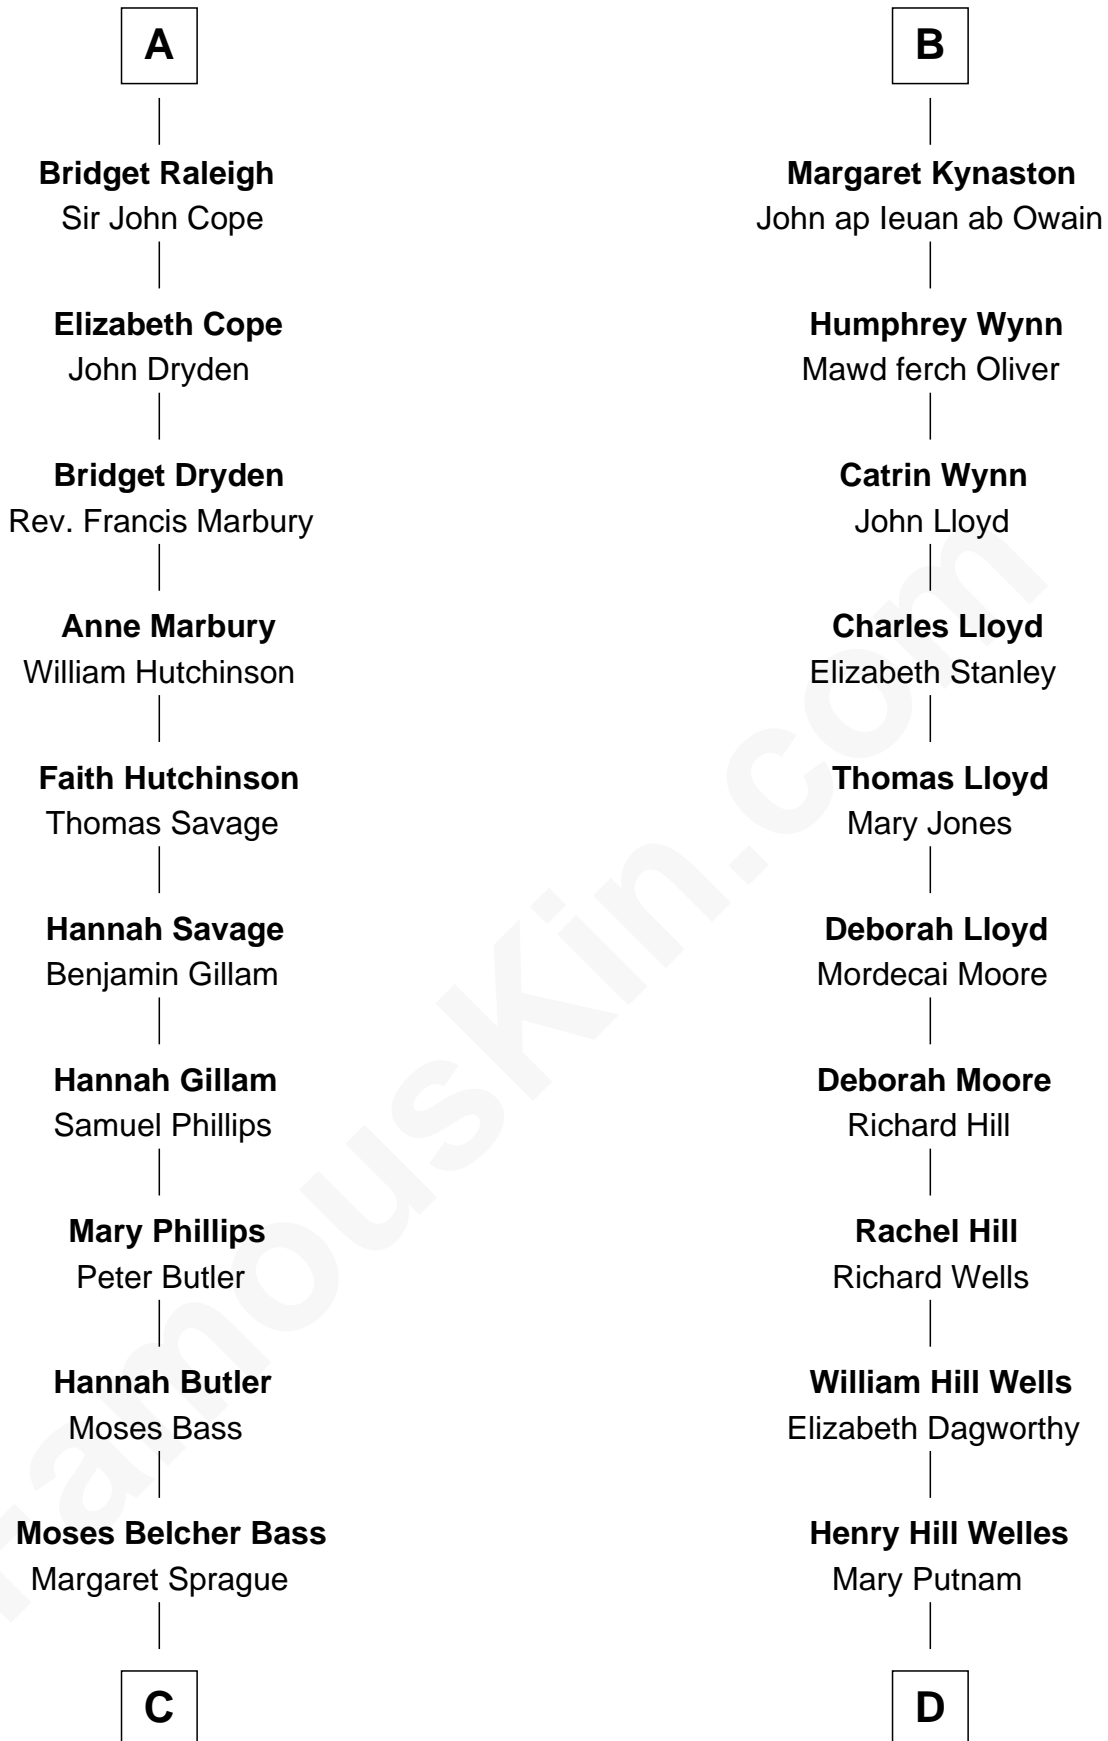 A
Bridget Raleigh
Sir John Cope
Elizabeth Cope
John Dryden
Bridget Dryden
Rev. Francis Marbury
Anne Marbury
William Hutchinson
Faith Hutchinson
Thomas Savage
Hannah Savage
Benjamin Gillam
Hannah Gillam
Samuel Phillips
Mary Phillips
Peter Butler
Hannah Butler
Moses Bass
Moses Belcher Bass
Margaret Sprague
C
B
Margaret Kynaston
John ap Ieuan ab Owain
Humphrey Wynn
Mawd ferch Oliver
Catrin Wynn
John Lloyd
Charles Lloyd
Elizabeth Stanley
Thomas Lloyd
Mary Jones
Deborah Lloyd
Mordecai Moore
Deborah Moore
Richard Hill
Rachel Hill
Richard Wells
William Hill Wells
Elizabeth Dagworthy
Henry Hill Welles
Mary Putnam
D
FamousKin.com